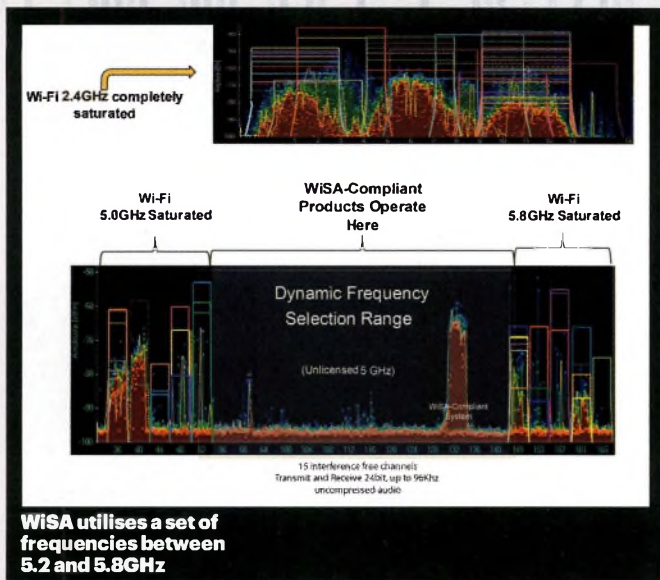 Wi-Fi 2.4GHz completely
saturated
Wi-Fi
5.0GHz Saturated
WiSA-Compliant
Products Operate
Here
Wi-Fi
5.8GHz Saturated
Dynamic Frequency
Selection Range
(Unlicensed 5 GHz)
WiSA-Compliant
System
15 interference free channels
Transmit and Receive 24bit, up to 96Khz
uncompressed audio
WiSA utilises a set of
frequencies between
5.2 and 5.8GHz